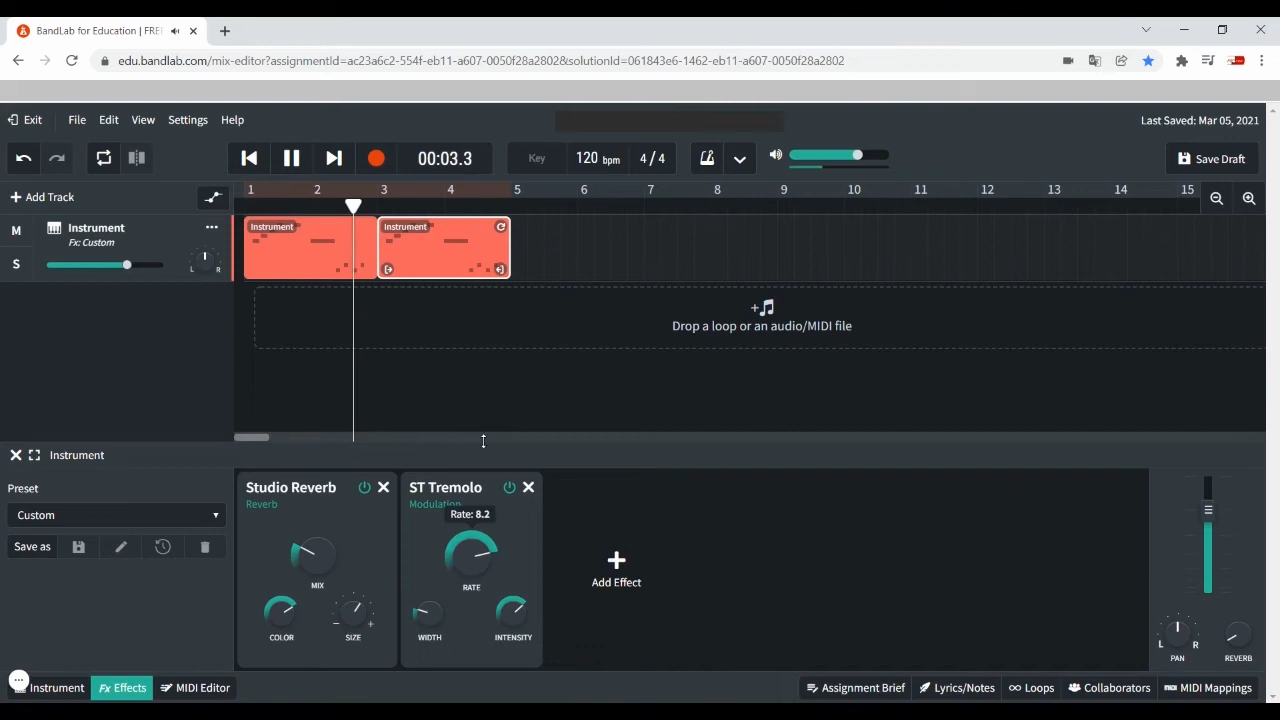 BandLab for Education | FREE
edu.bandlab.com/mix-editor?assignmentId=ac23a6c2-554f-eb11-a607-0050f28a2802&solutionId=061843e6-1462-eb11-a607-0050f28a2802
Exit File Edit View Settings Help Last Saved: Mar 05, 2021
00:03.3 Key 120 bpm 4 / 4 Save Draft
+ Add Track 1 2 3 4 5 6 7 8 9 10 11 12 13 14 15
M Instrument ... Instrument Instrument
Fx: Custom
S L R
+
Drop a loop or an audio/MIDI file
Instrument
Preset Studio Reverb ST Tremolo
Reverb Modulation
Custom Rate: 8.2
Save as
Add Effect
MIX RATE
COLOR SIZE - + WIDTH INTENSITY L R
PAN REVERB
Instrument Fx Effects MIDI Editor Assignment Brief Lyrics/Notes Loops Collaborators MIDI Mappings